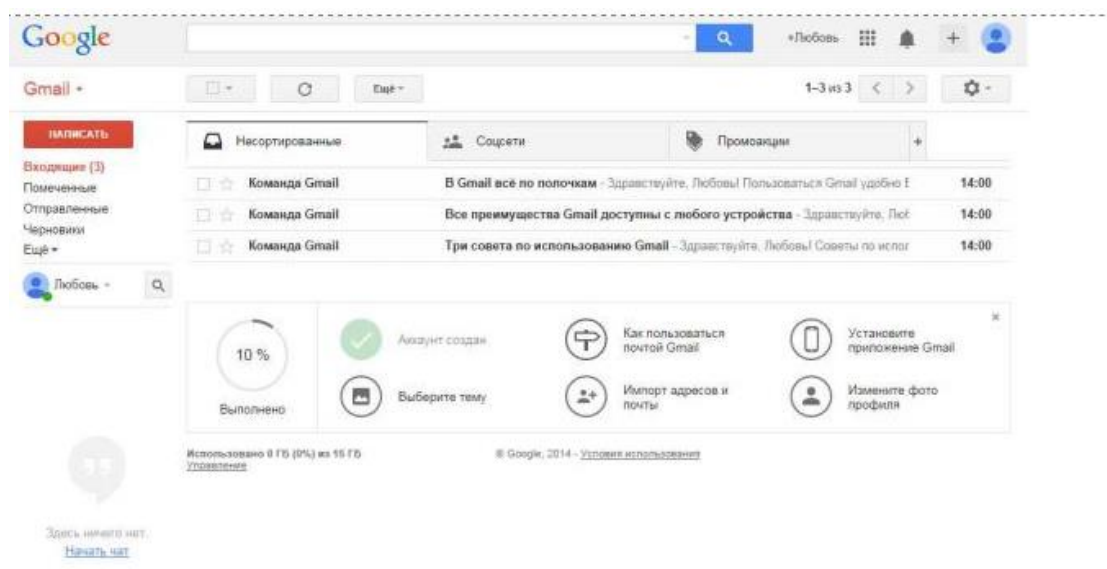 Google
+Любовь
Gmail
Ещё
1–3 из 3
НАПИСАТЬ
Входящие (3)
Помеченные
Отправленные
Черновики
Ещё
Любовь
Несортированные
Соцсети
Промоакции
+
Команда Gmail
В Gmail всё по полочкам - Здравствуйте, Любовь! Пользоваться Gmail удобно
14:00
Команда Gmail
Все преимущества Gmail доступны с любого устройства - Здравствуйте, Люб
14:00
Команда Gmail
Три совета по использованию Gmail - Здравствуйте, Любовь! Советы по испол
14:00
10 %
Выполнено
Аккаунт создан
Как пользоваться
почтой Gmail
Установите
приложение Gmail
Выберите тему
Импорт адресов и
почты
Измените фото
профиля
Использовано 0 ГБ (0%) из 15 ГБ
Управление
© Google, 2014 - Условия использования
Здесь ничего нет.
Начать чат